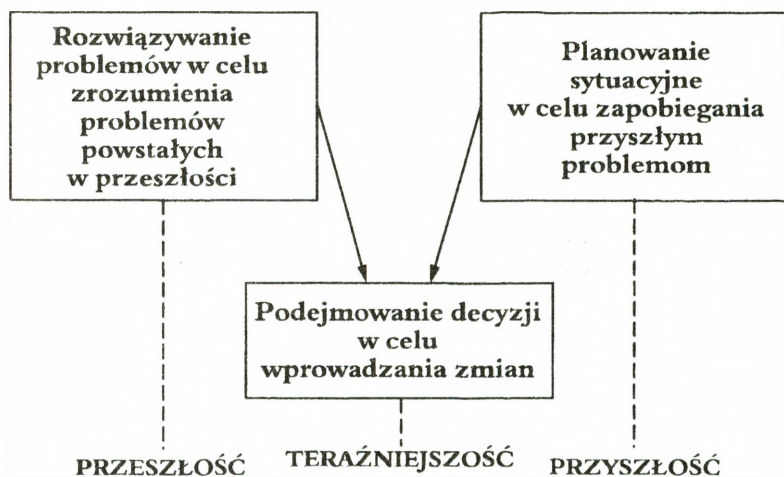 Rozwiązywanie
problemów w celu
zrozumienia
problemów
powstałych
w przeszłości
Planowanie
sytuacyjne
w celu zapobiegania
przyszłym
problemom
Podejmowanie decyzji
w celu
wprowadzania zmian
PRZESZŁOŚĆ
TERAŹNIEJSZOŚĆ
PRZYSZŁOŚĆ